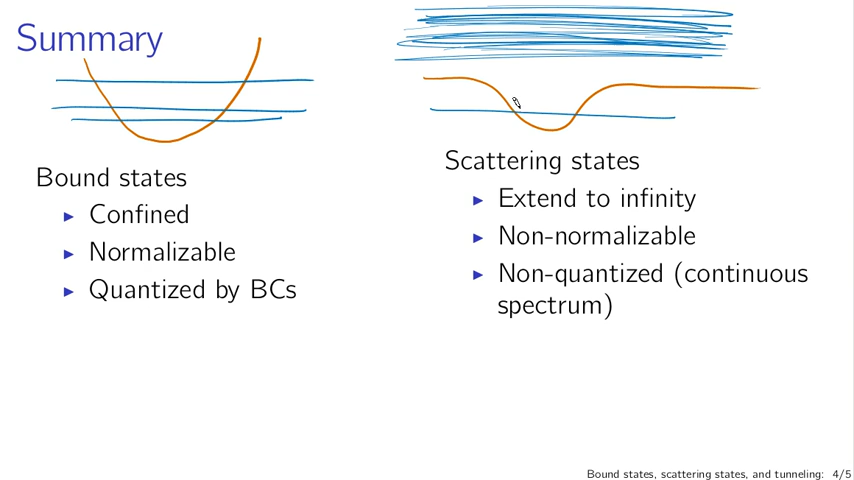 Summary
Bound states
▶ Confined
▶ Normalizable
▶ Quantized by BCs
Scattering states
▶ Extend to infinity
▶ Non-normalizable
▶ Non-quantized (continuous
spectrum)
Bound states, scattering states, and tunneling: 4/5